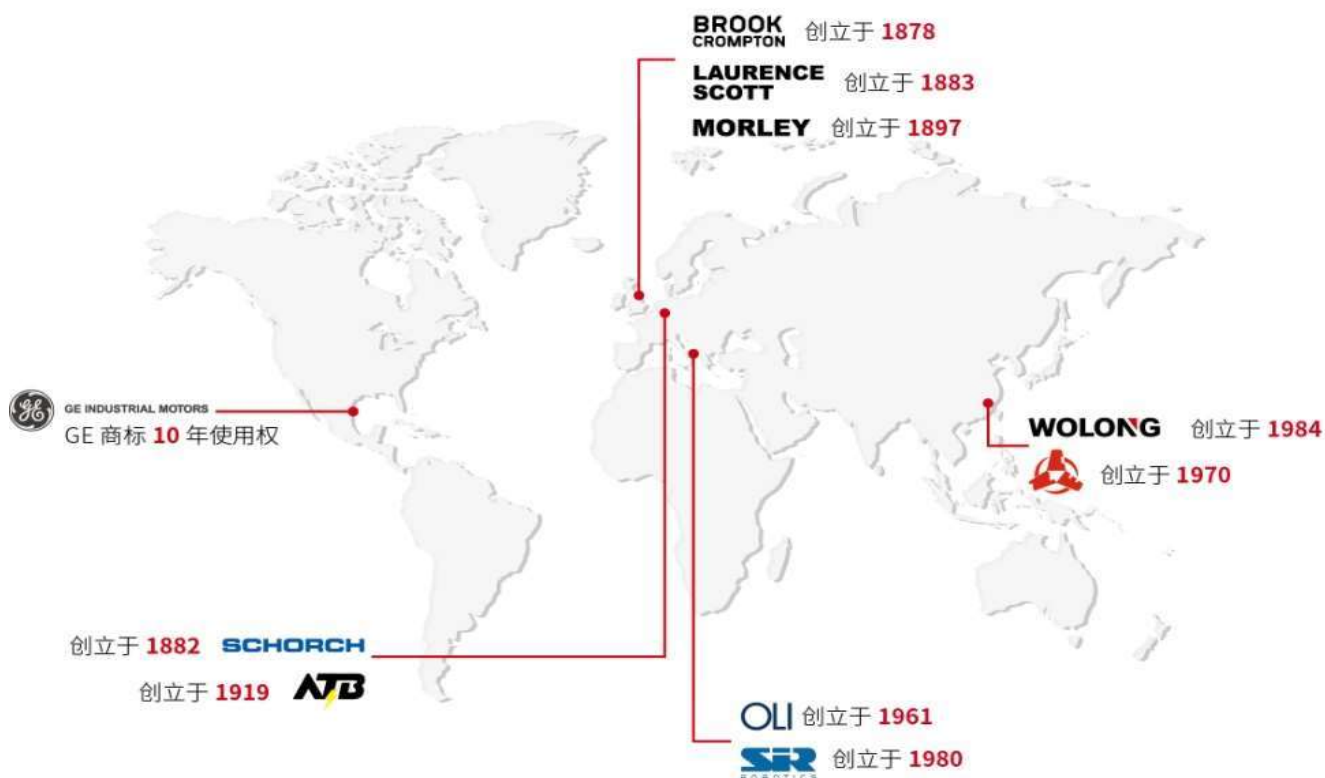 BROOK
CROMPTON 创立于 1878
LAURENCE
SCOTT 创立于 1883
MORLEY 创立于 1897
GE GE INDUSTRIAL MOTORS
GE 商标 10 年使用权
WOLONG 创立于 1984
创立于 1970
创立于 1882 SCHORCH
创立于 1919 ATB
OLI 创立于 1961
SIR 创立于 1980
ROBOTICS